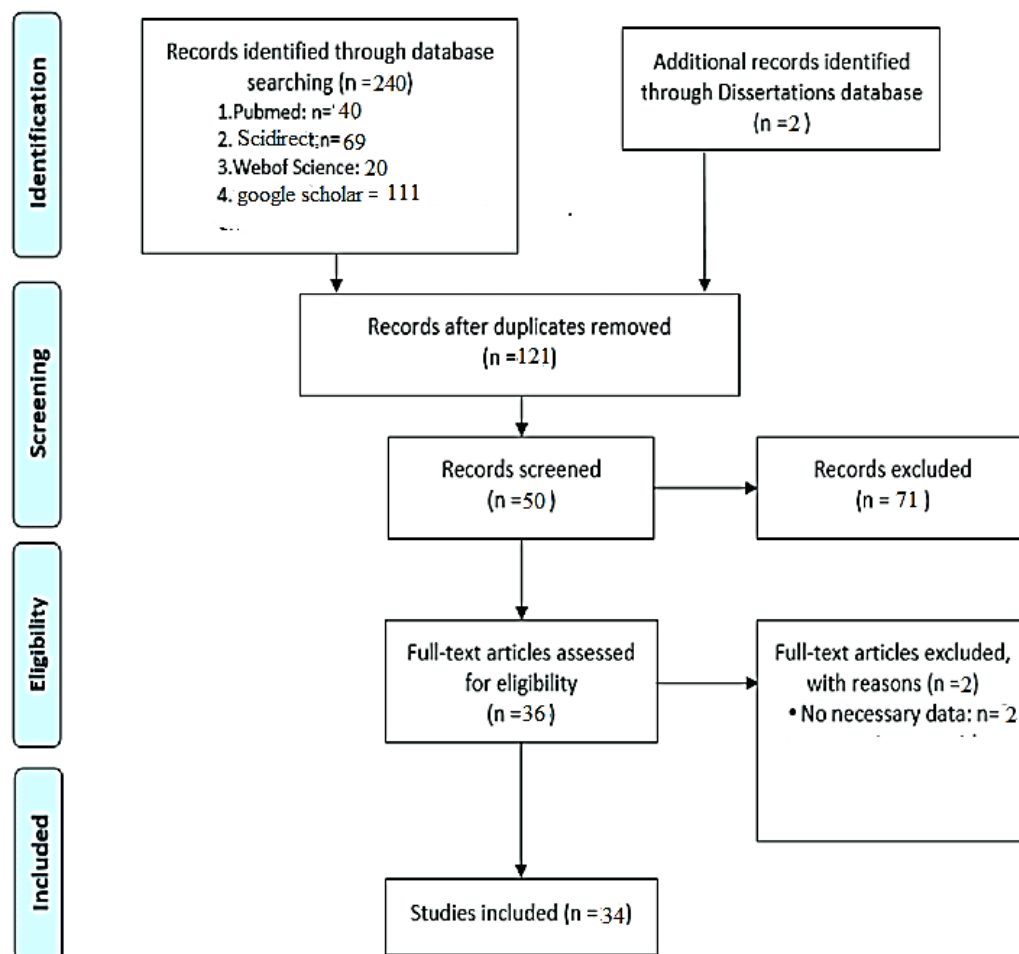 Identification
Records identified through database
searching (n =240)
1.Pubmed: n= 40
2. Scidirect;n= 69
3.Webof Science: 20
4. google scholar = 111
Additional records identified
through Dissertations database
(n =2)
Screening
Records after duplicates removed
(n =121)
Records screened
(n =50)
Records excluded
(n = 71)
Eligibility
Full-text articles assessed
for eligibility
(n =36)
Full-text articles excluded,
with reasons (n =2)
• No necessary data: n= 2
Included
Studies included (n =34)